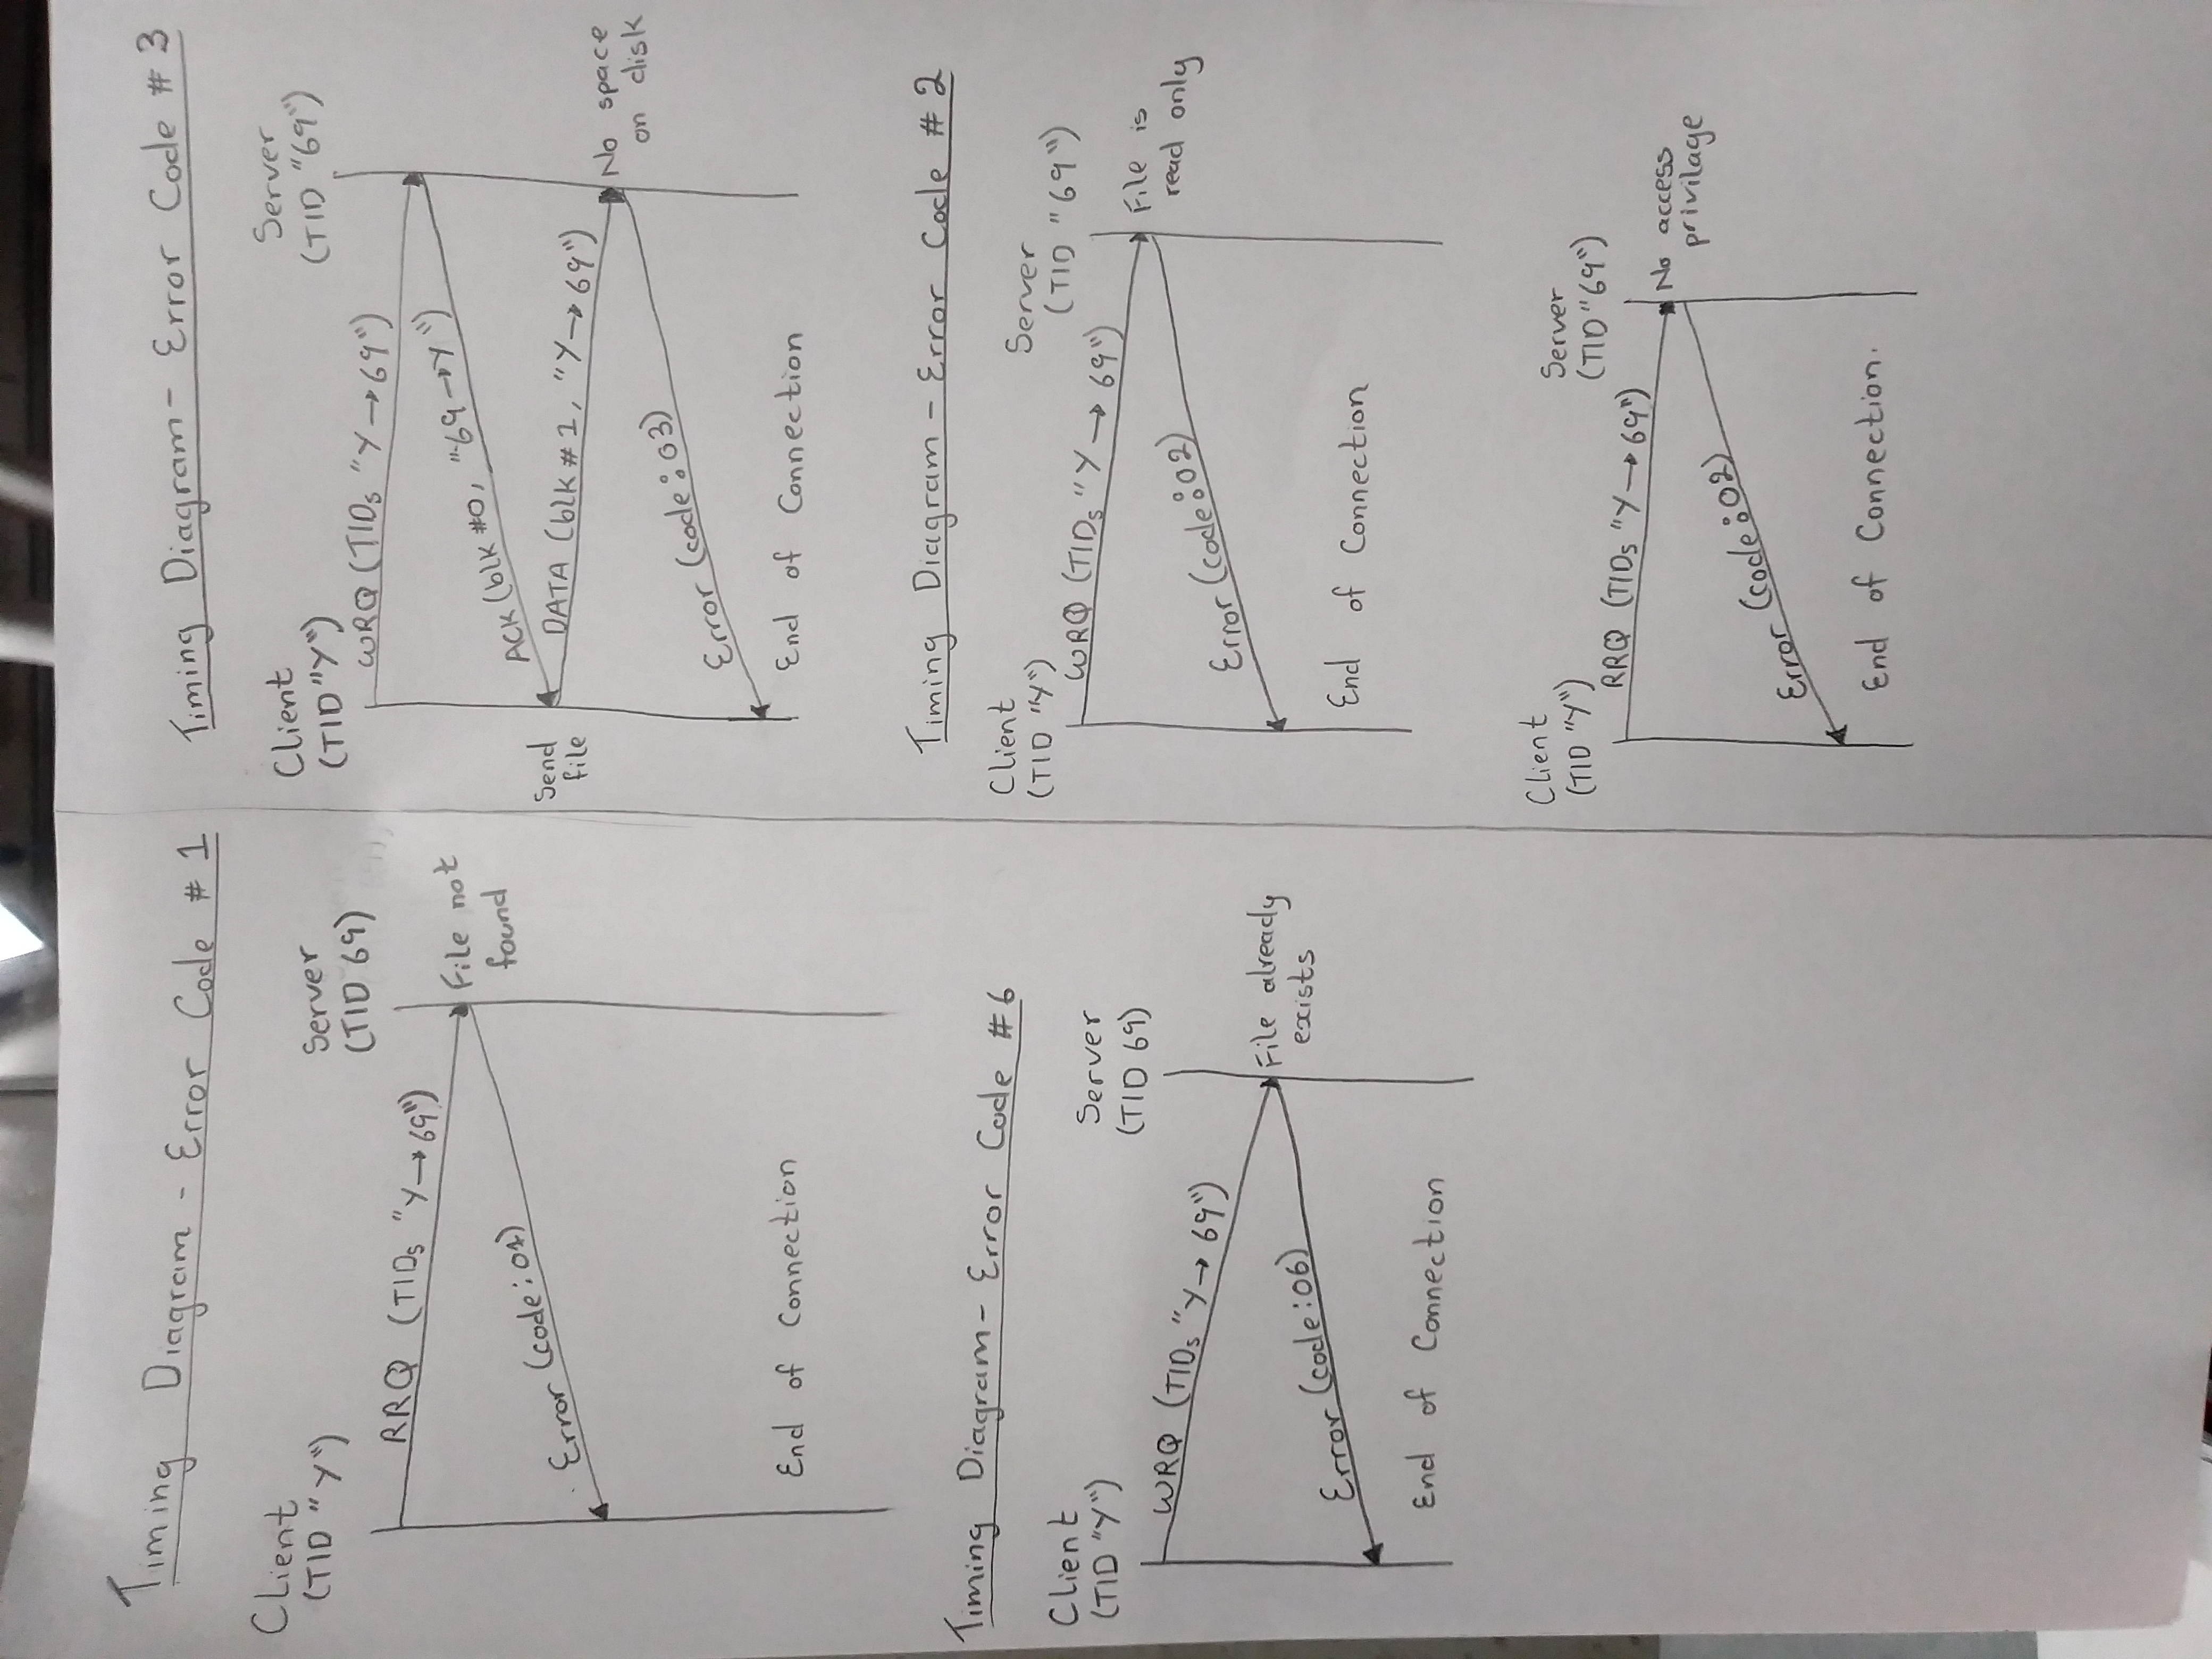 Timing Diagram - Error Code # 1
Client
(TID "Y")
Server
(TID 69)
RRQ (TIDs "Y→69")
File not
found
Error (code:01)
End of Connection
Timing Diagram - Error Code #6
Client
(TID "Y")
Server
(TID 69)
WRQ (TIDs "Y→69")
File already
exists
Error (code:06)
End of Connection
Timing Diagram - Error Code # 3
Client
(TID "Y")
Server
(TID "69")
WRQ (TIDs "Y→69")
ACK (blk #0, "69→Y")
Send
file
DATA (blk # 1, "Y→69")
No space
on disk
Error (code:03)
End of Connection
Timing Diagram - Error Code # 2
Client
(TID "Y")
Server
(TID "69")
WRQ (TIDs "Y→69")
File is
read only
Error (code:02)
End of Connection
Client
(TID "Y")
Server
(TID "69")
RRQ (TIDs "Y→69")
No access
privilage
Error (code:02)
End of Connection.